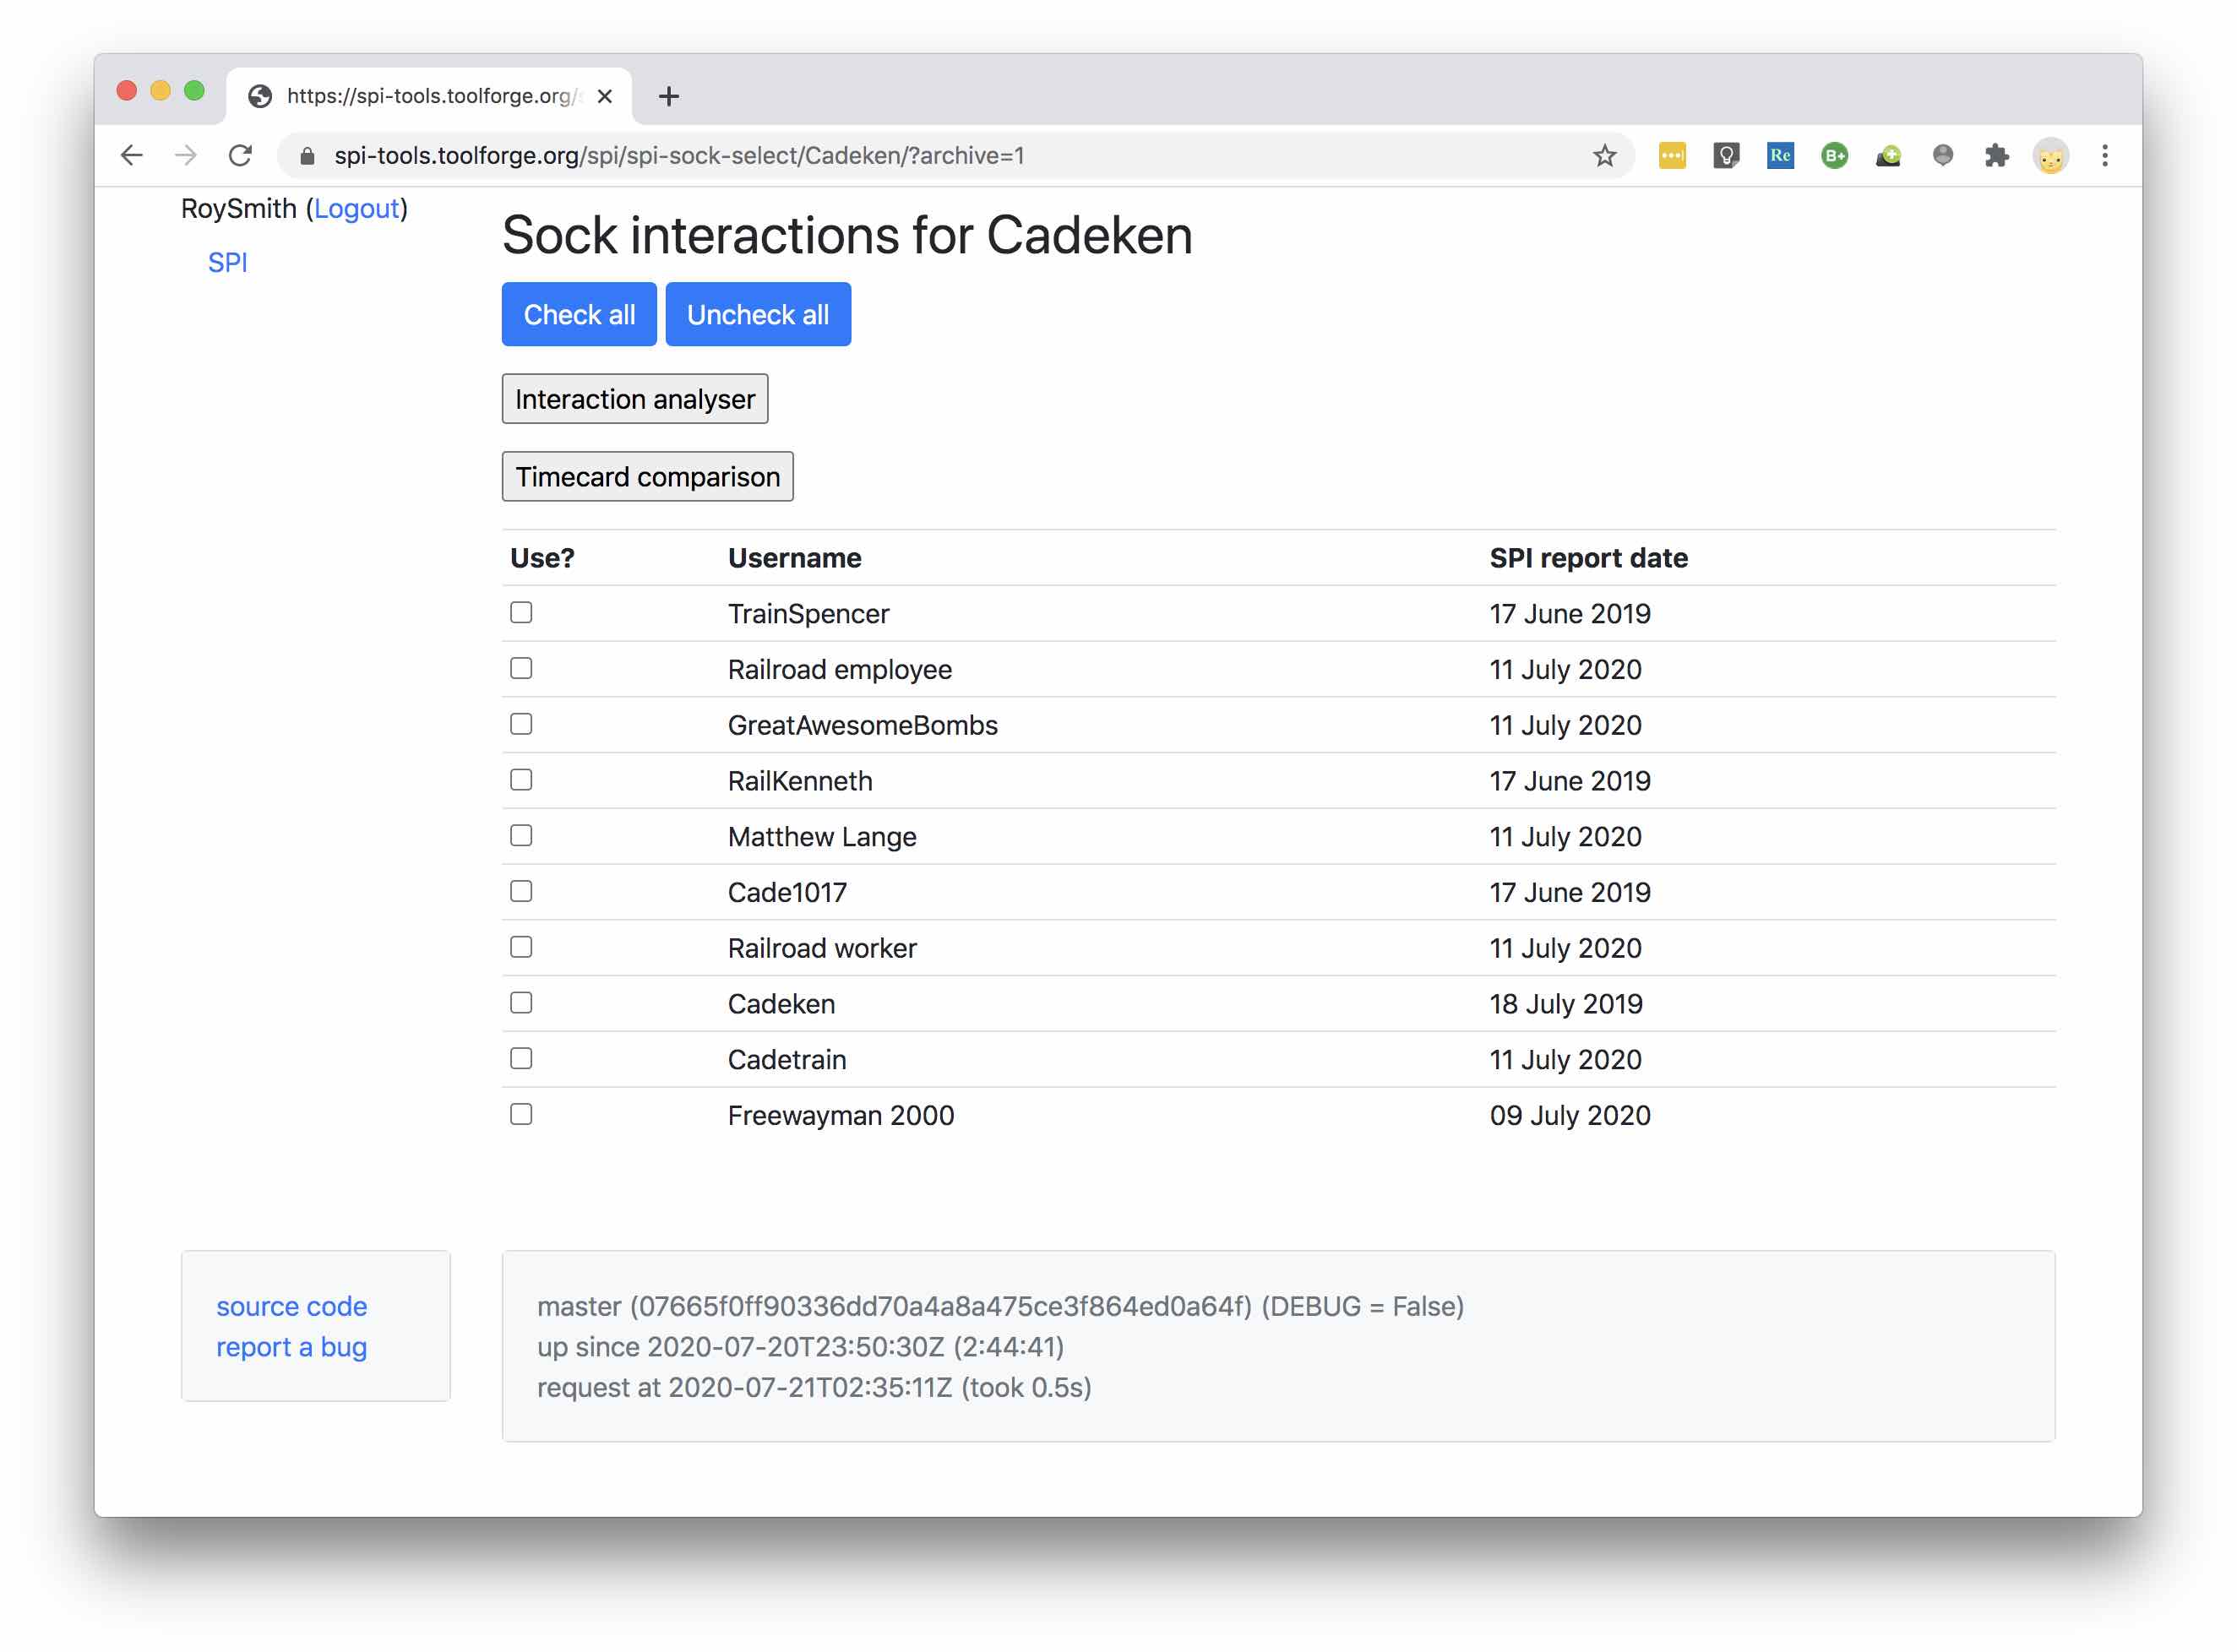 https://spi-tools.toolforge.org/
spi-tools.toolforge.org/spi/spi-sock-select/Cadeken/?archive=1
Re
B+
RoySmith (Logout)
SPI
Sock interactions for Cadeken
Check all Uncheck all
Interaction analyser
Timecard comparison
Use? Username SPI report date
TrainSpencer 17 June 2019
Railroad employee 11 July 2020
GreatAwesomeBombs 11 July 2020
RailKenneth 17 June 2019
Matthew Lange 11 July 2020
Cade1017 17 June 2019
Railroad worker 11 July 2020
Cadeken 18 July 2019
Cadetrain 11 July 2020
Freewayman 2000 09 July 2020
source code
report a bug
master (07665f0ff90336dd70a4a8a475ce3f864ed0a64f) (DEBUG = False)
up since 2020-07-20T23:50:30Z (2:44:41)
request at 2020-07-21T02:35:11Z (took 0.5s)